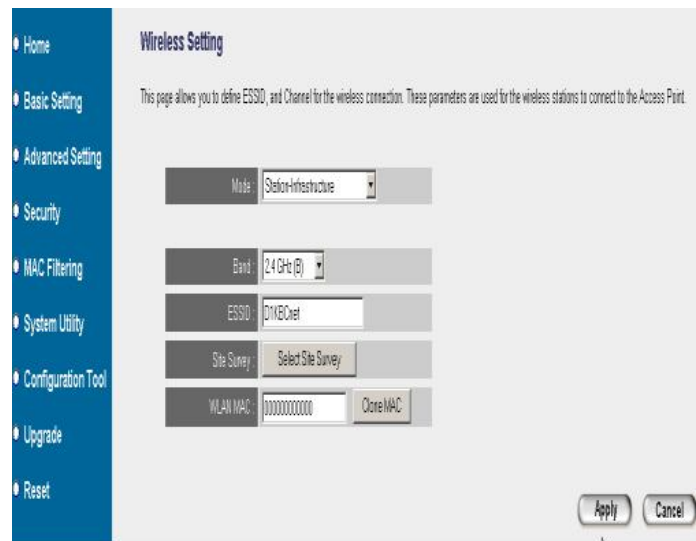 Home
Basic Setting
Advanced Setting
Security
MAC Filtering
System Utility
Configuration Tool
Upgrade
Reset
Wireless Setting
This page allows you to define ESSID, and Channel for the wireless connection. These parameters are used for the wireless stations to connect to the Access Point.
Mode : Station-Infrastructure
Band : 2.4 GHz (B)
ESSID : D1KBCnet
Site Survey : Select Site Survey
WLAN MAC : 000000000000 Clone MAC
Apply Cancel